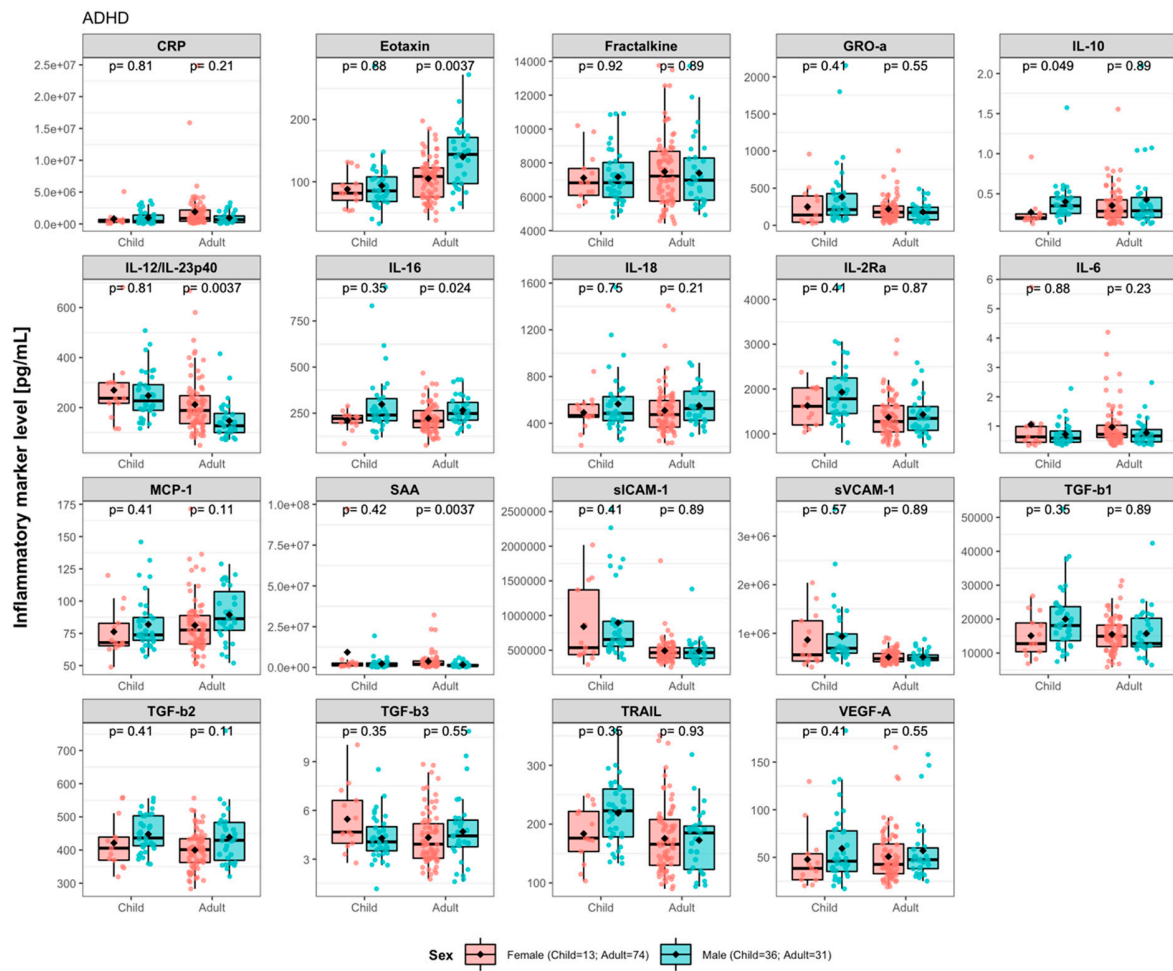 ADHD
Inflammatory marker level [pg/mL]
CRP
p= 0.81 p= 0.21
2.5e+07
2.0e+07
1.5e+07
1.0e+07
5.0e+06
0.0e+00
Child Adult
Eotaxin
p= 0.88 p= 0.0037
200
100
Child Adult
Fractalkine
p= 0.92 p= 0.89
14000
12000
10000
8000
6000
4000
Child Adult
GRO-a
p= 0.41 p= 0.55
2000
1500
1000
500
0
Child Adult
IL-10
p= 0.049 p= 0.89
2.0
1.5
1.0
0.5
Child Adult
IL-12/IL-23p40
p= 0.81 p= 0.0037
600
400
200
Child Adult
IL-16
p= 0.35 p= 0.024
750
500
250
Child Adult
IL-18
p= 0.75 p= 0.21
1600
1200
800
400
Child Adult
IL-2Ra
p= 0.41 p= 0.87
4000
3000
2000
1000
Child Adult
IL-6
p= 0.88 p= 0.23
6
5
4
3
2
1
0
Child Adult
MCP-1
p= 0.41 p= 0.11
175
150
125
100
75
50
Child Adult
SAA
p= 0.42 p= 0.0037
1.0e+08
7.5e+07
5.0e+07
2.5e+07
0.0e+00
Child Adult
sICAM-1
p= 0.41 p= 0.89
2500000
2000000
1500000
1000000
500000
0
Child Adult
sVCAM-1
p= 0.57 p= 0.89
3e+06
2e+06
1e+06
Child Adult
TGF-b1
p= 0.35 p= 0.89
50000
40000
30000
20000
10000
Child Adult
TGF-b2
p= 0.41 p= 0.11
700
600
500
400
300
Child Adult
TGF-b3
p= 0.35 p= 0.55
9
6
3
Child Adult
TRAIL
p= 0.35 p= 0.93
300
200
100
Child Adult
VEGF-A
p= 0.41 p= 0.55
150
100
50
Child Adult
Sex Female (Child=13; Adult=74) Male (Child=36; Adult=31)